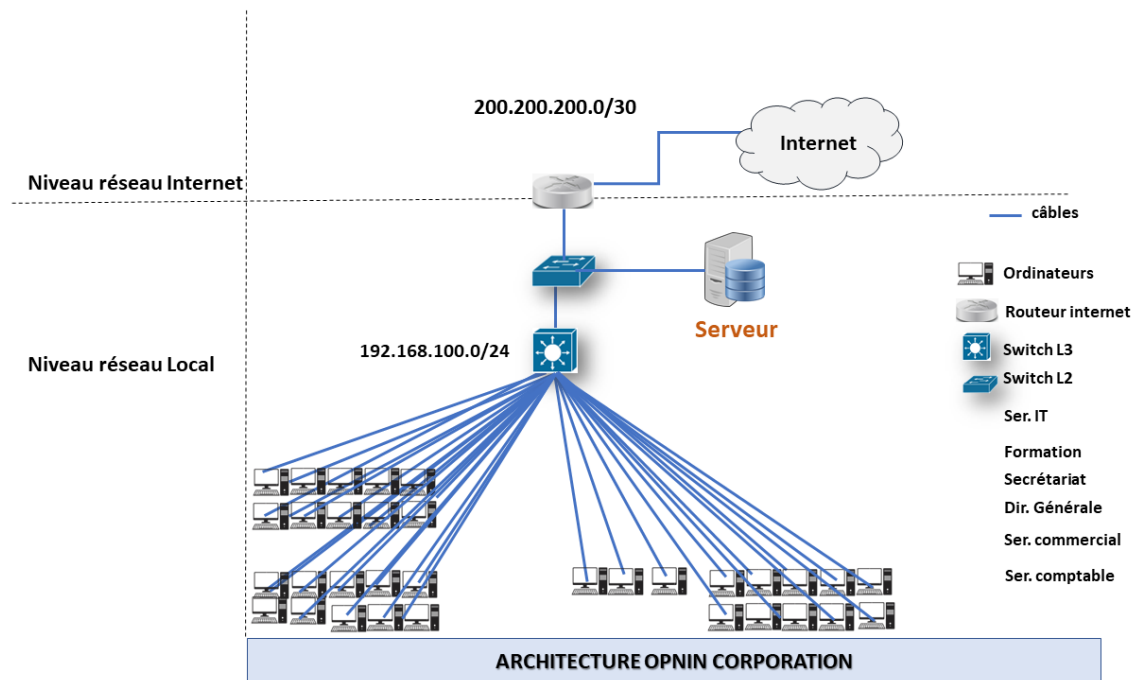 200.200.200.0/30
Internet
Niveau réseau Internet
câbles
Ordinateurs
Routeur internet
Serveur
192.168.100.0/24
Niveau réseau Local
Switch L3
Switch L2
Ser. IT
Formation
Secrétariat
Dir. Générale
Ser. commercial
Ser. comptable
ARCHITECTURE OPNIN CORPORATION